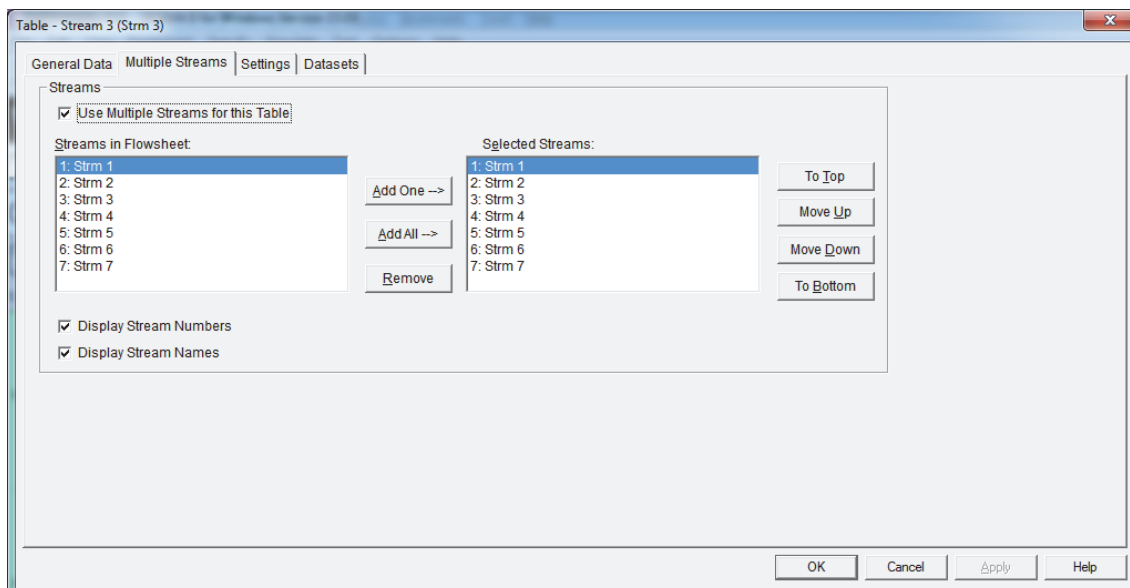 Table - Stream 3 (Strm 3)
General Data Multiple Streams Settings Datasets
Streams
Use Multiple Streams for this Table
Streams in Flowsheet:
1: Strm 1
2: Strm 2
3: Strm 3
4: Strm 4
5: Strm 5
6: Strm 6
7: Strm 7
Add One -->
Add All -->
Remove
Selected Streams:
1: Strm 1
2: Strm 2
3: Strm 3
4: Strm 4
5: Strm 5
6: Strm 6
7: Strm 7
To Top
Move Up
Move Down
To Bottom
Display Stream Numbers
Display Stream Names
OK Cancel Apply Help